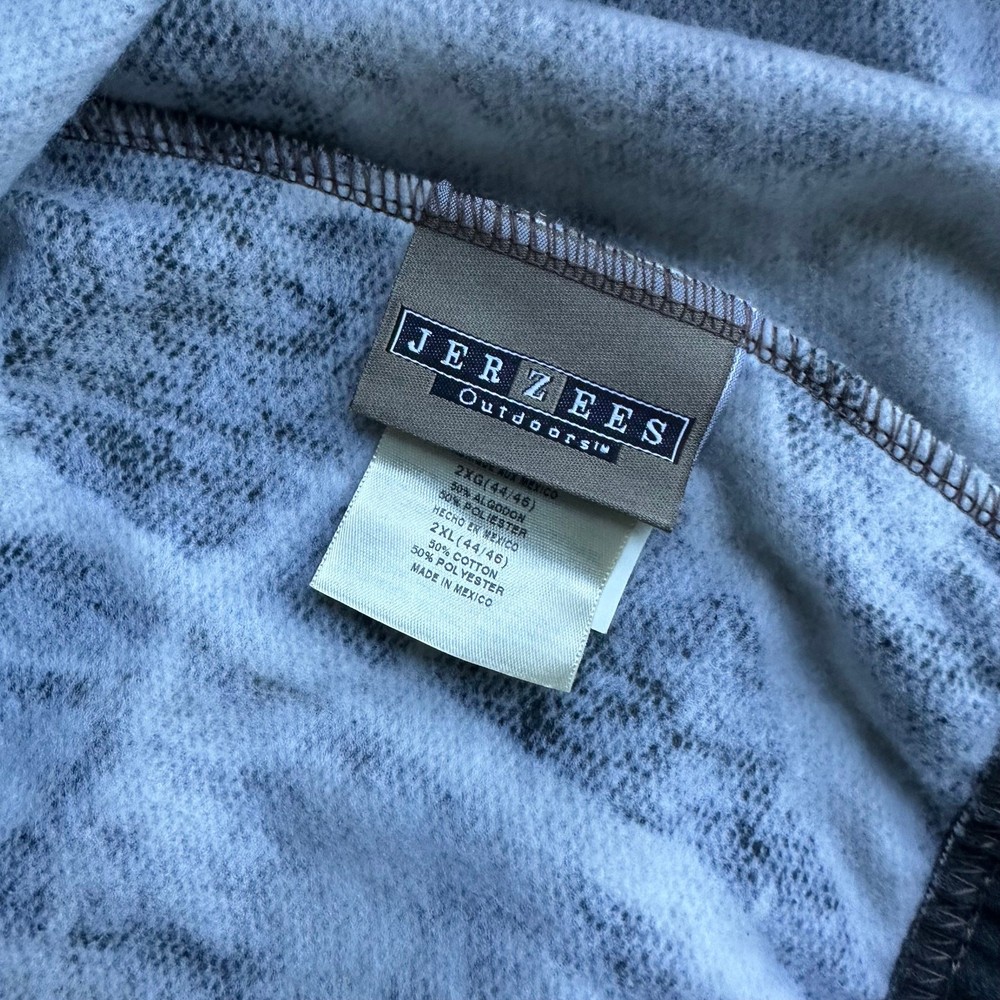 JERZEES
Outdoors™
MEXICO
2XG(44/46)
50% ALGODON
50% POLIESTER
HECHO EN MEXICO
2XL(44/46)
50% COTTON
50% POLYESTER
MADE IN MEXICO